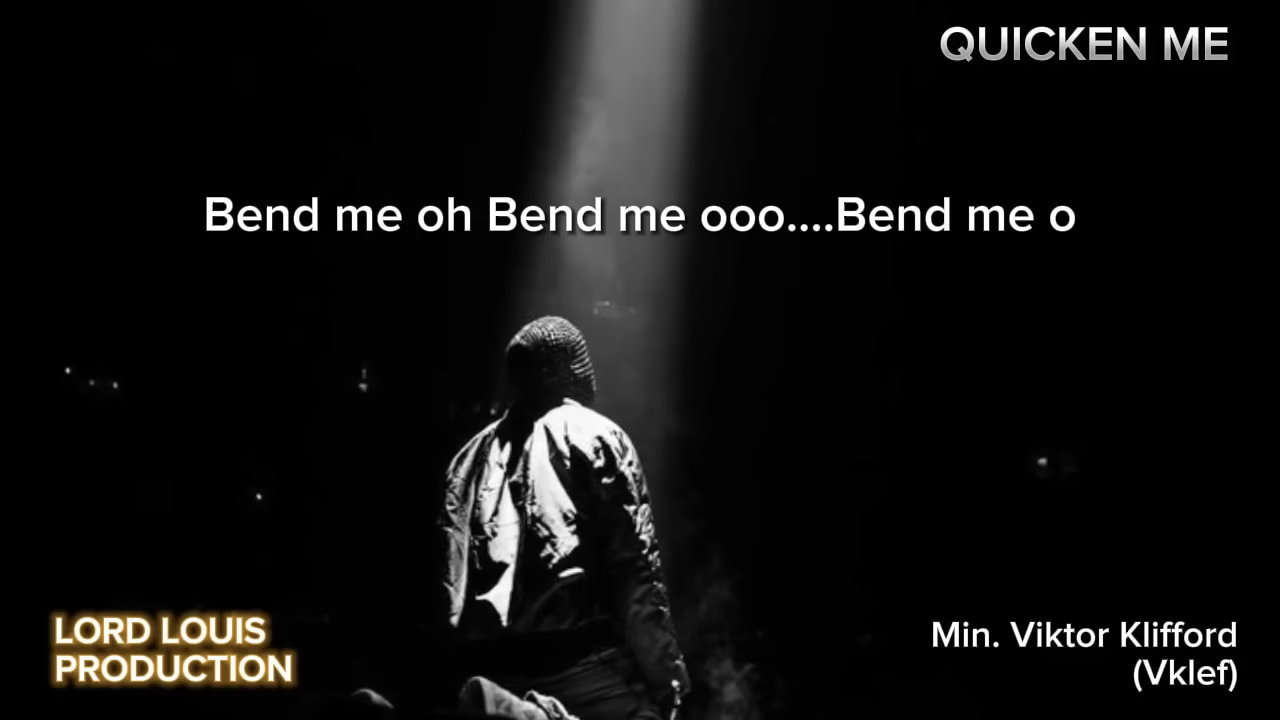 QUICKEN ME
Bend me oh Bend me ooo....Bend me o
LORD LOUIS
PRODUCTION
Min. Viktor Klifford
(Vklef)